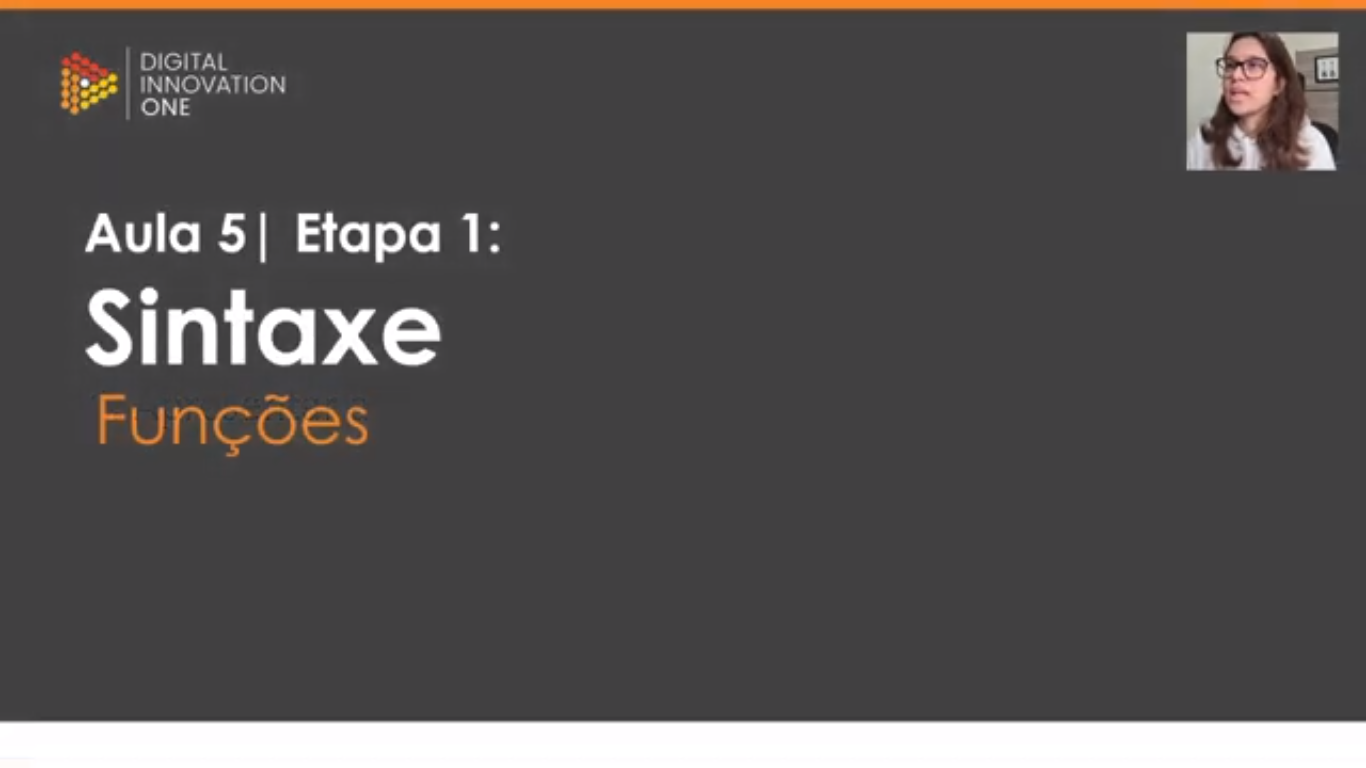 DIGITAL
INNOVATION
ONE
Aula 5| Etapa 1:
Sintaxe
Funções